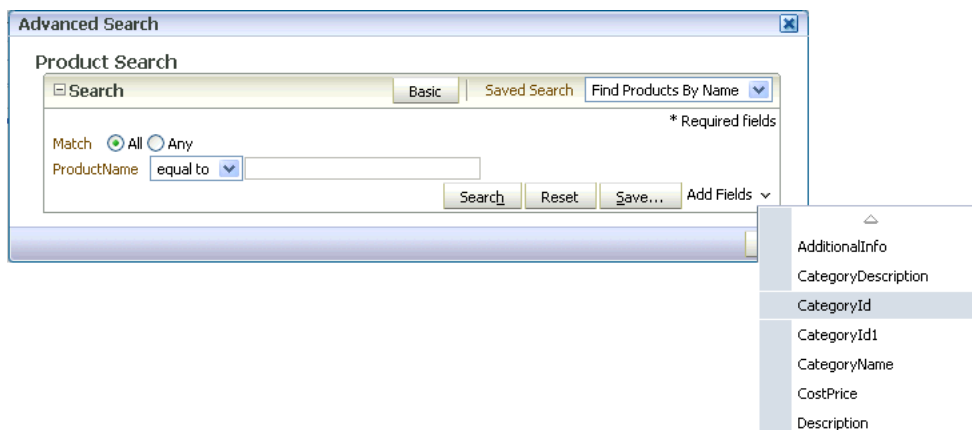 Advanced Search
Product Search
Search Basic Saved Search Find Products By Name
* Required fields
Match All Any
ProductName equal to
Search Reset Save... Add Fields
AdditionalInfo
CategoryDescription
CategoryId
CategoryId1
CategoryName
CostPrice
Description